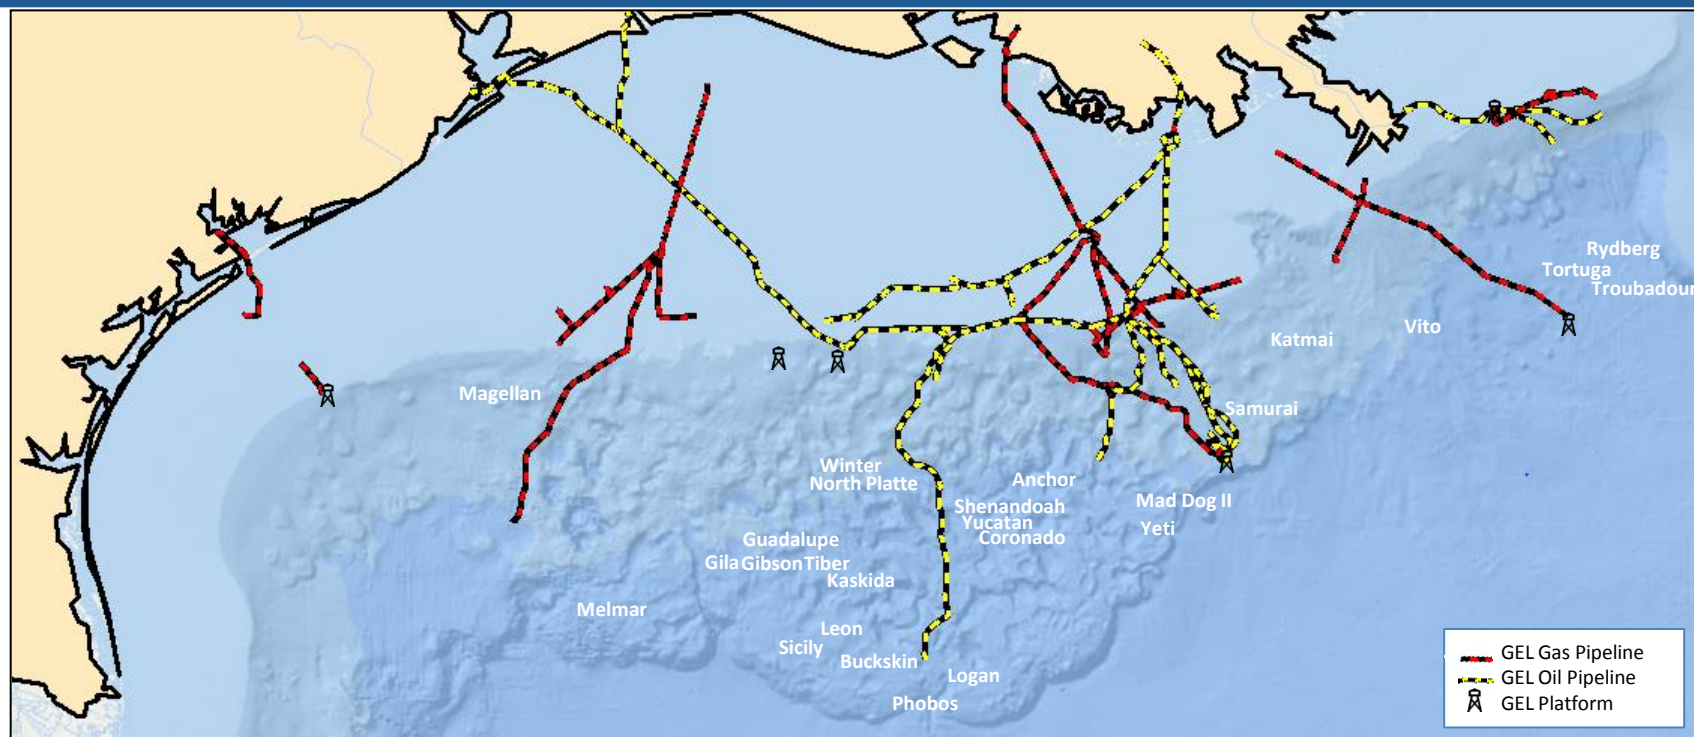 Rydberg
Tortuga
Troubadour
Vito
Katmai
Magellan
Samurai
Winter
North Platte
Anchor
Mad Dog II
Shenandoah
Yucatan
Coronado
Yeti
Guadalupe
Gila Gibson Tiber
Kaskida
Melmar
Leon
Sicily
Buckskin
Logan
Phobos
GEL Gas Pipeline
GEL Oil Pipeline
GEL Platform